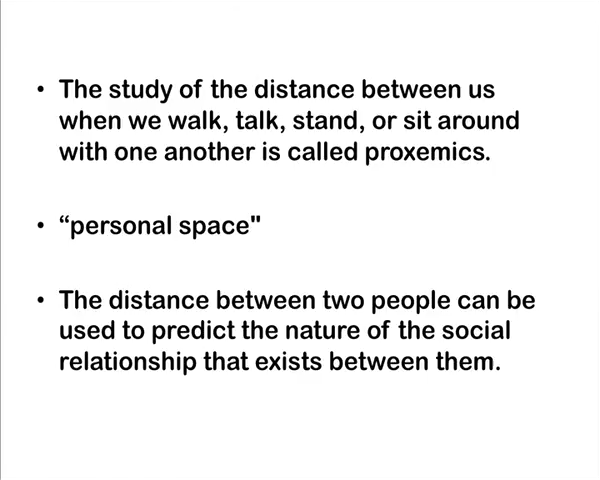 • The study of the distance between us
when we walk, talk, stand, or sit around
with one another is called proxemics.
• “personal space"
• The distance between two people can be
used to predict the nature of the social
relationship that exists between them.